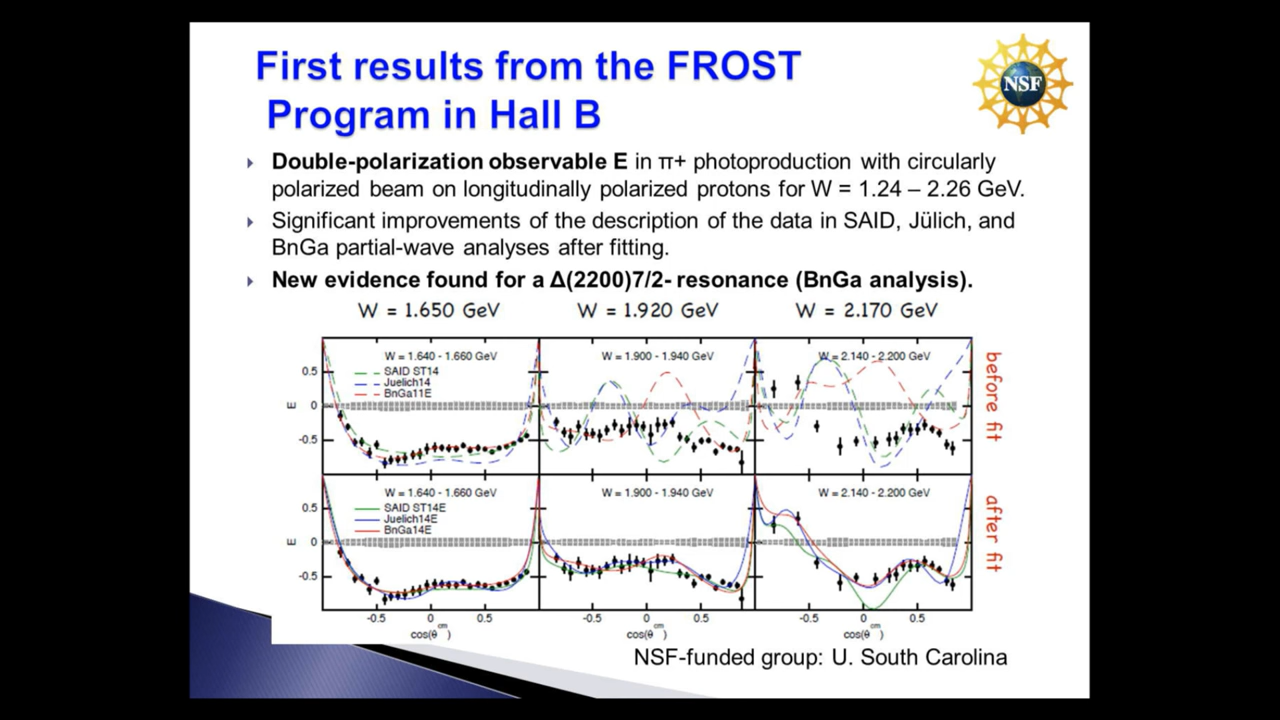 First results from the FROST
Program in Hall B
NSF
Double-polarization observable E in π+ photoproduction with circularly
polarized beam on longitudinally polarized protons for W = 1.24 – 2.26 GeV.
Significant improvements of the description of the data in SAID, Jülich, and
BnGa partial-wave analyses after fitting.
New evidence found for a Δ(2200)7/2- resonance (BnGa analysis).
W = 1.650 GeV W = 1.920 GeV W = 2.170 GeV
W = 1.640 - 1.660 GeV W = 1.900 - 1.940 GeV W = 2.140 - 2.200 GeV
SAID ST14
Juelich14
BnGa11E
0.5
E 0
-0.5
before fit
W = 1.640 - 1.660 GeV W = 1.900 - 1.940 GeV W = 2.140 - 2.200 GeV
SAID ST14E
Juelich14E
BnGa14E
0.5
E 0
-0.5
after fit
-0.5 0 0.5 -0.5 0 0.5 -0.5 0 0.5
cos(θ cm) cos(θ cm) cos(θ cm)
NSF-funded group: U. South Carolina